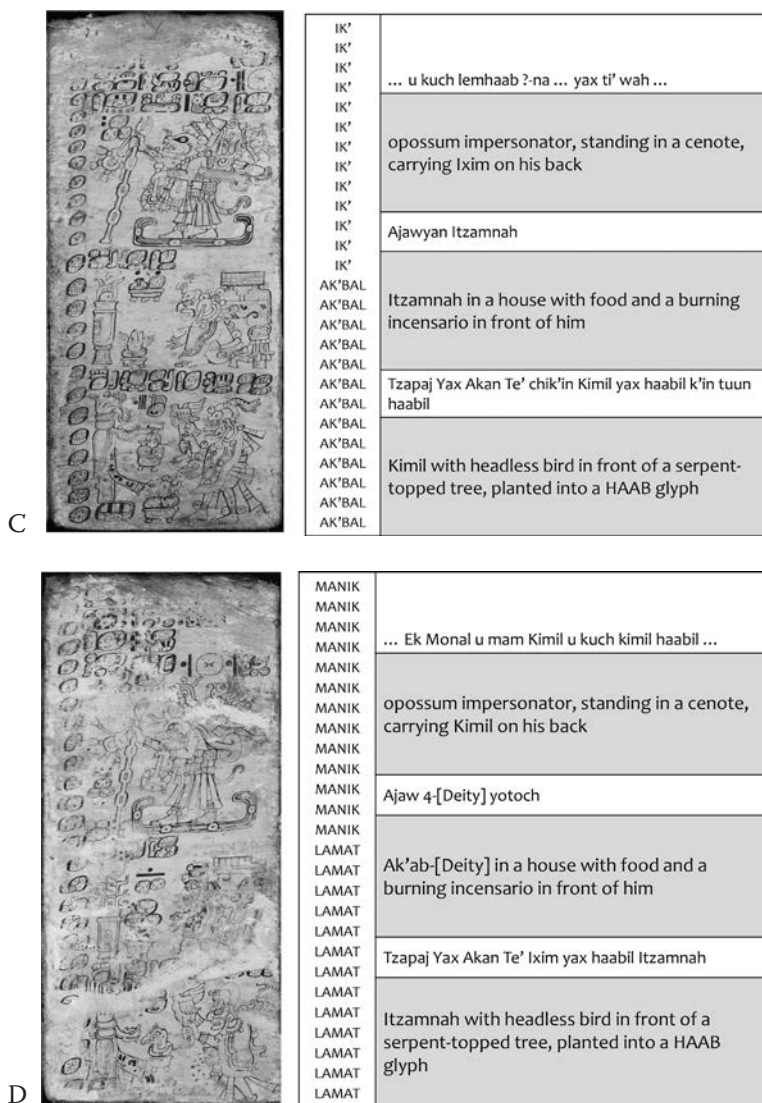 IK'
IK'
IK'
IK'
IK'
IK'
IK'
IK'
IK'
IK'
IK'
IK'
IK'
AK'BAL
AK'BAL
AK'BAL
AK'BAL
AK'BAL
AK'BAL
AK'BAL
AK'BAL
AK'BAL
AK'BAL
AK'BAL
AK'BAL
AK'BAL
... u kuch lemhaab ?-na ... yax ti' wah ...
opossum impersonator, standing in a cenote,
carrying Ixim on his back
Ajawyan Itzamnah
Itzamnah in a house with food and a burning
incensario in front of him
Tzapaj Yax Akan Te' chik'in Kimil yax haabil k'in tuun
haabil
Kimil with headless bird in front of a serpent-
topped tree, planted into a HAAB glyph
C
MANIK
MANIK
MANIK
MANIK
MANIK
MANIK
MANIK
MANIK
MANIK
MANIK
MANIK
MANIK
MANIK
LAMAT
LAMAT
LAMAT
LAMAT
LAMAT
LAMAT
LAMAT
LAMAT
LAMAT
LAMAT
LAMAT
LAMAT
LAMAT
... Ek Monal u mam Kimil u kuch kimil haabil ...
opossum impersonator, standing in a cenote,
carrying Kimil on his back
Ajaw 4-[Deity] yotoch
Ak'ab-[Deity] in a house with food and a
burning incensario in front of him
Tzapaj Yax Akan Te' Ixim yax haabil Itzamnah
Itzamnah with headless bird in front of a
serpent-topped tree, planted into a HAAB
glyph
D